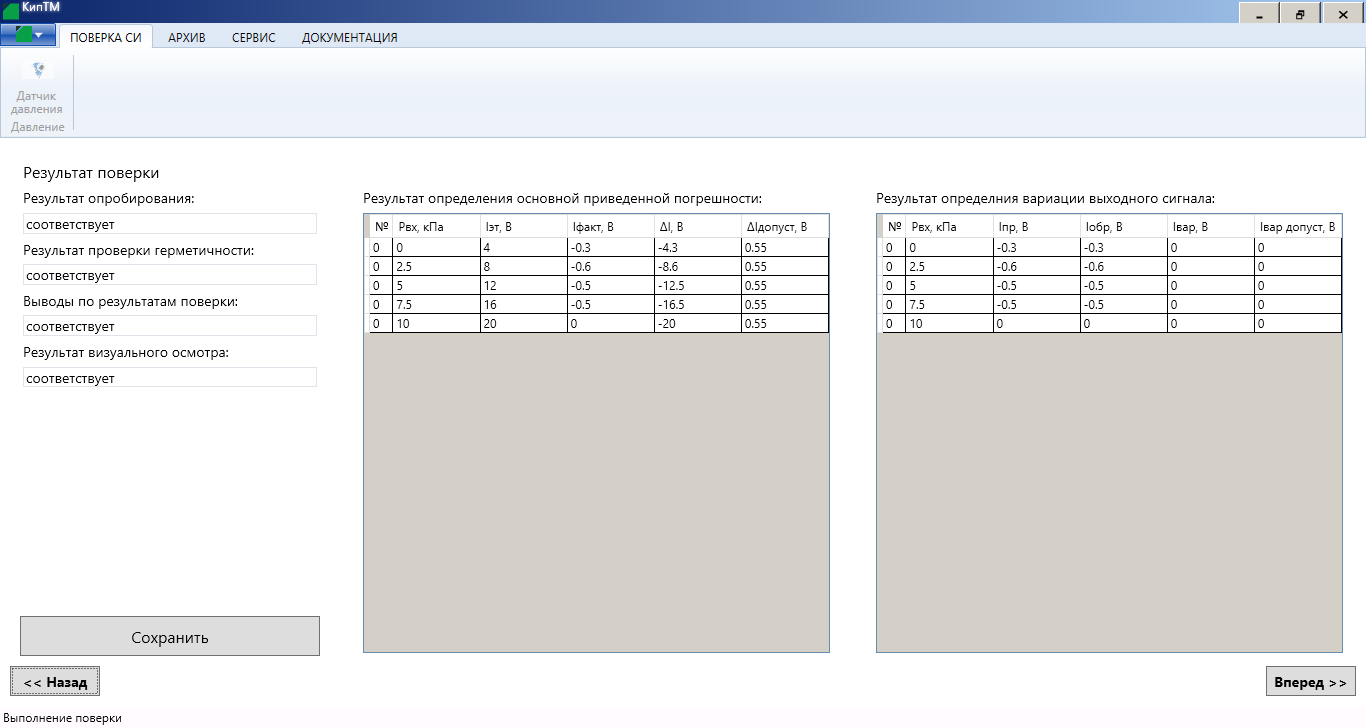 КипТМ
ПОВЕРКА СИ АРХИВ СЕРВИС ДОКУМЕНТАЦИЯ
Датчик
давления
Давление
Результат поверки
Результат опробирования:
соответствует
Результат проверки герметичности:
соответствует
Выводы по результатам поверки:
соответствует
Результат визуального осмотра:
соответствует
Сохранить
Результат определения основной приведенной погрешности:
№ Pвх, кПа Iэт, В Iфакт, В ΔI, В ΔIдопуст, В
0 0 4 -0.3 -4.3 0.55
0 2.5 8 -0.6 -8.6 0.55
0 5 12 -0.5 -12.5 0.55
0 7.5 16 -0.5 -16.5 0.55
0 10 20 0 -20 0.55
Результат определния вариации выходного сигнала:
№ Pвх, кПа Iпр, В Iобр, В Iвар, В Iвар допуст, В
0 0 -0.3 -0.3 0 0
0 2.5 -0.6 -0.6 0 0
0 5 -0.5 -0.5 0 0
0 7.5 -0.5 -0.5 0 0
0 10 0 0 0 0
<< Назад
Вперед >>
Выполнение поверки